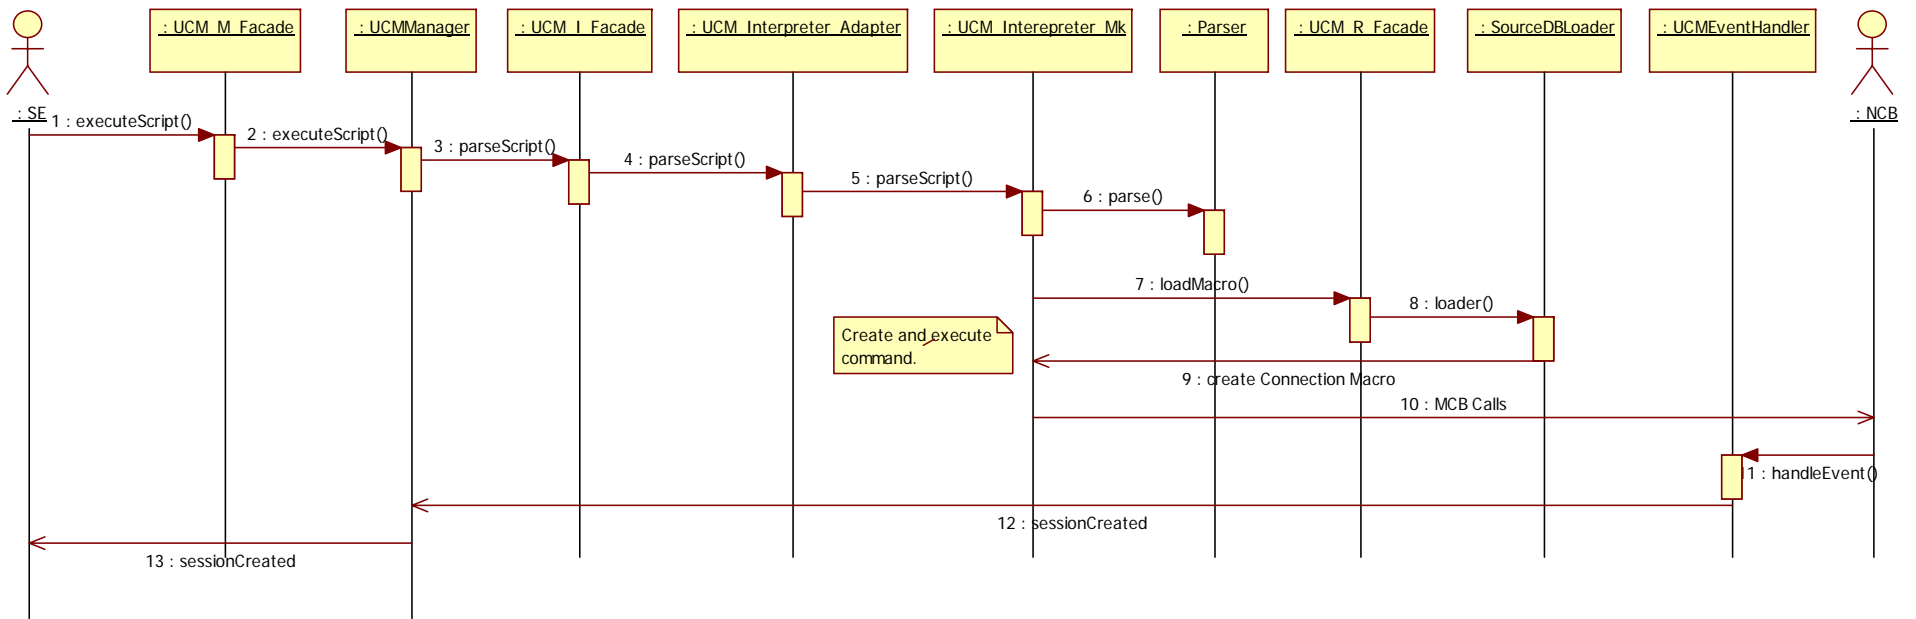 : UCM_M_Facade
: UCMManager
: UCM_I_Facade
: UCM_Interpreter_Adapter
: UCM_Interepreter_Mk
: Parser
: UCM_R_Facade
: SourceDBLoader
: UCMEventHandler
: SE
: NCB
1 : executeScript()
2 : executeScript()
3 : parseScript()
4 : parseScript()
5 : parseScript()
6 : parse()
7 : loadMacro()
8 : loader()
Create and execute
command.
9 : create Connection Macro
10 : MCB Calls
11 : handleEvent()
12 : sessionCreated
13 : sessionCreated